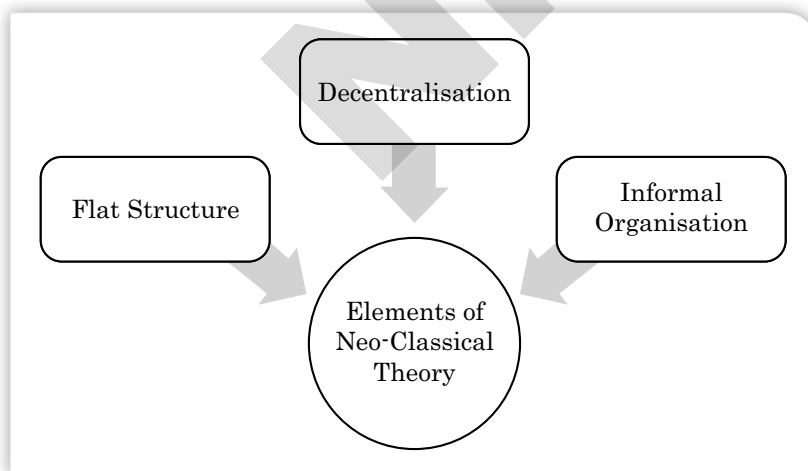 Decentralisation
Flat Structure
Informal
Organisation
Elements of
Neo-Classical
Theory